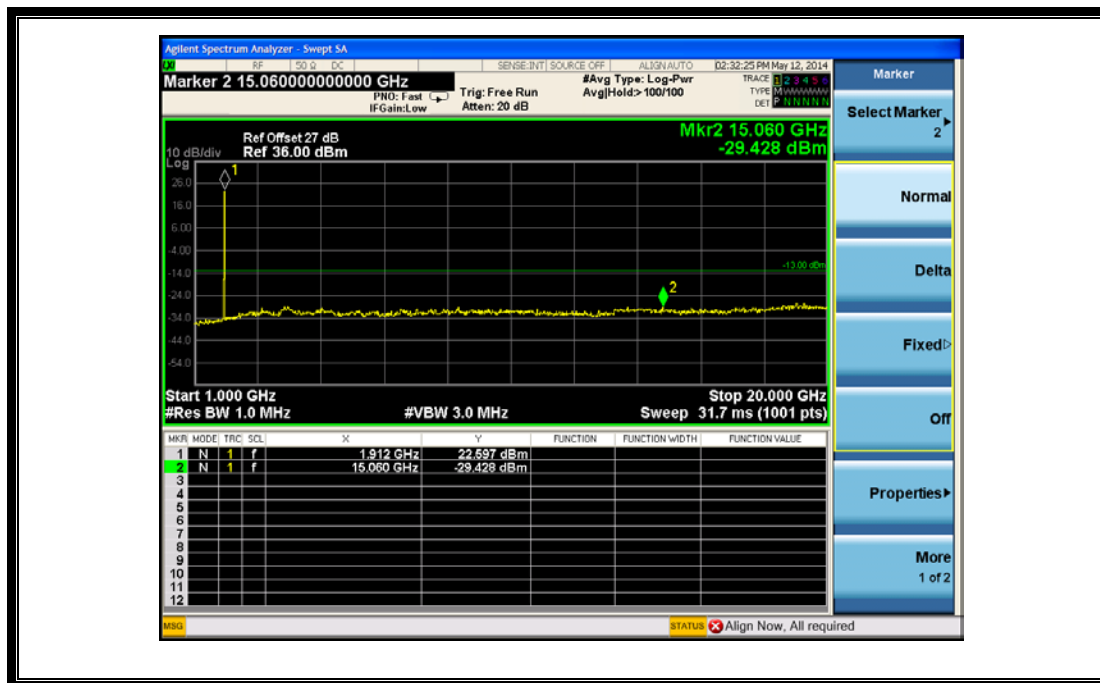 Agilent Spectrum Analyzer - Swept SA
RF 50 Ω DC SENSE:INT SOURCE OFF ALIGN AUTO 02:32:25 PM May 12, 2014
Marker 2 15.060000000000 GHz
PNO: Fast
IFGain:Low
Trig: Free Run
Atten: 20 dB
#Avg Type: Log-Pwr
Avg|Hold:> 100/100
TRACE 1 2 3 4 5 6
TYPE M
DET P N N N N N
Mkr2 15.060 GHz
-29.428 dBm
Ref Offset 27 dB
10 dB/div Ref 36.00 dBm
Log
1
26.0
16.0
6.00
-4.00
-13.00 dBm
-14.0
2
-24.0
-34.0
-44.0
-54.0
Start 1.000 GHz Stop 20.000 GHz
#Res BW 1.0 MHz #VBW 3.0 MHz Sweep 31.7 ms (1001 pts)
MKR MODE TRC SCL X Y FUNCTION FUNCTION WIDTH FUNCTION VALUE
1 N 1 f 1.912 GHz 22.597 dBm
2 N 1 f 15.060 GHz -29.428 dBm
3
4
5
6
7
8
9
10
11
12
MSG STATUS Align Now, All required
Marker
Select Marker
2
Normal
Delta
Fixed
Off
Properties
More
1 of 2